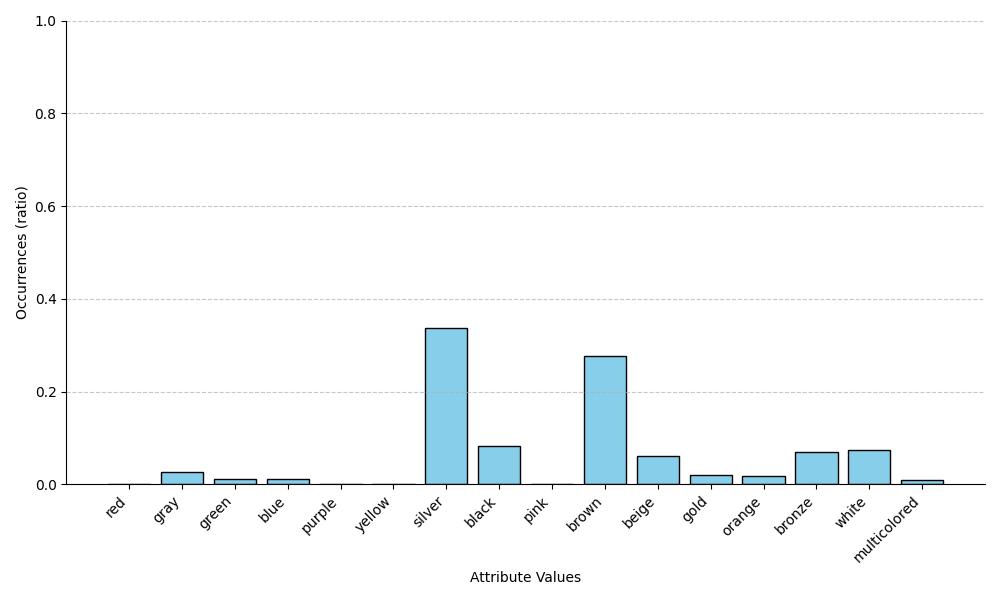 1.0
0.8
0.6
0.4
0.2
0.0
Occurrences (ratio)
red
gray
green
blue
purple
yellow
silver
black
pink
brown
beige
gold
orange
bronze
white
multicolored
Attribute Values